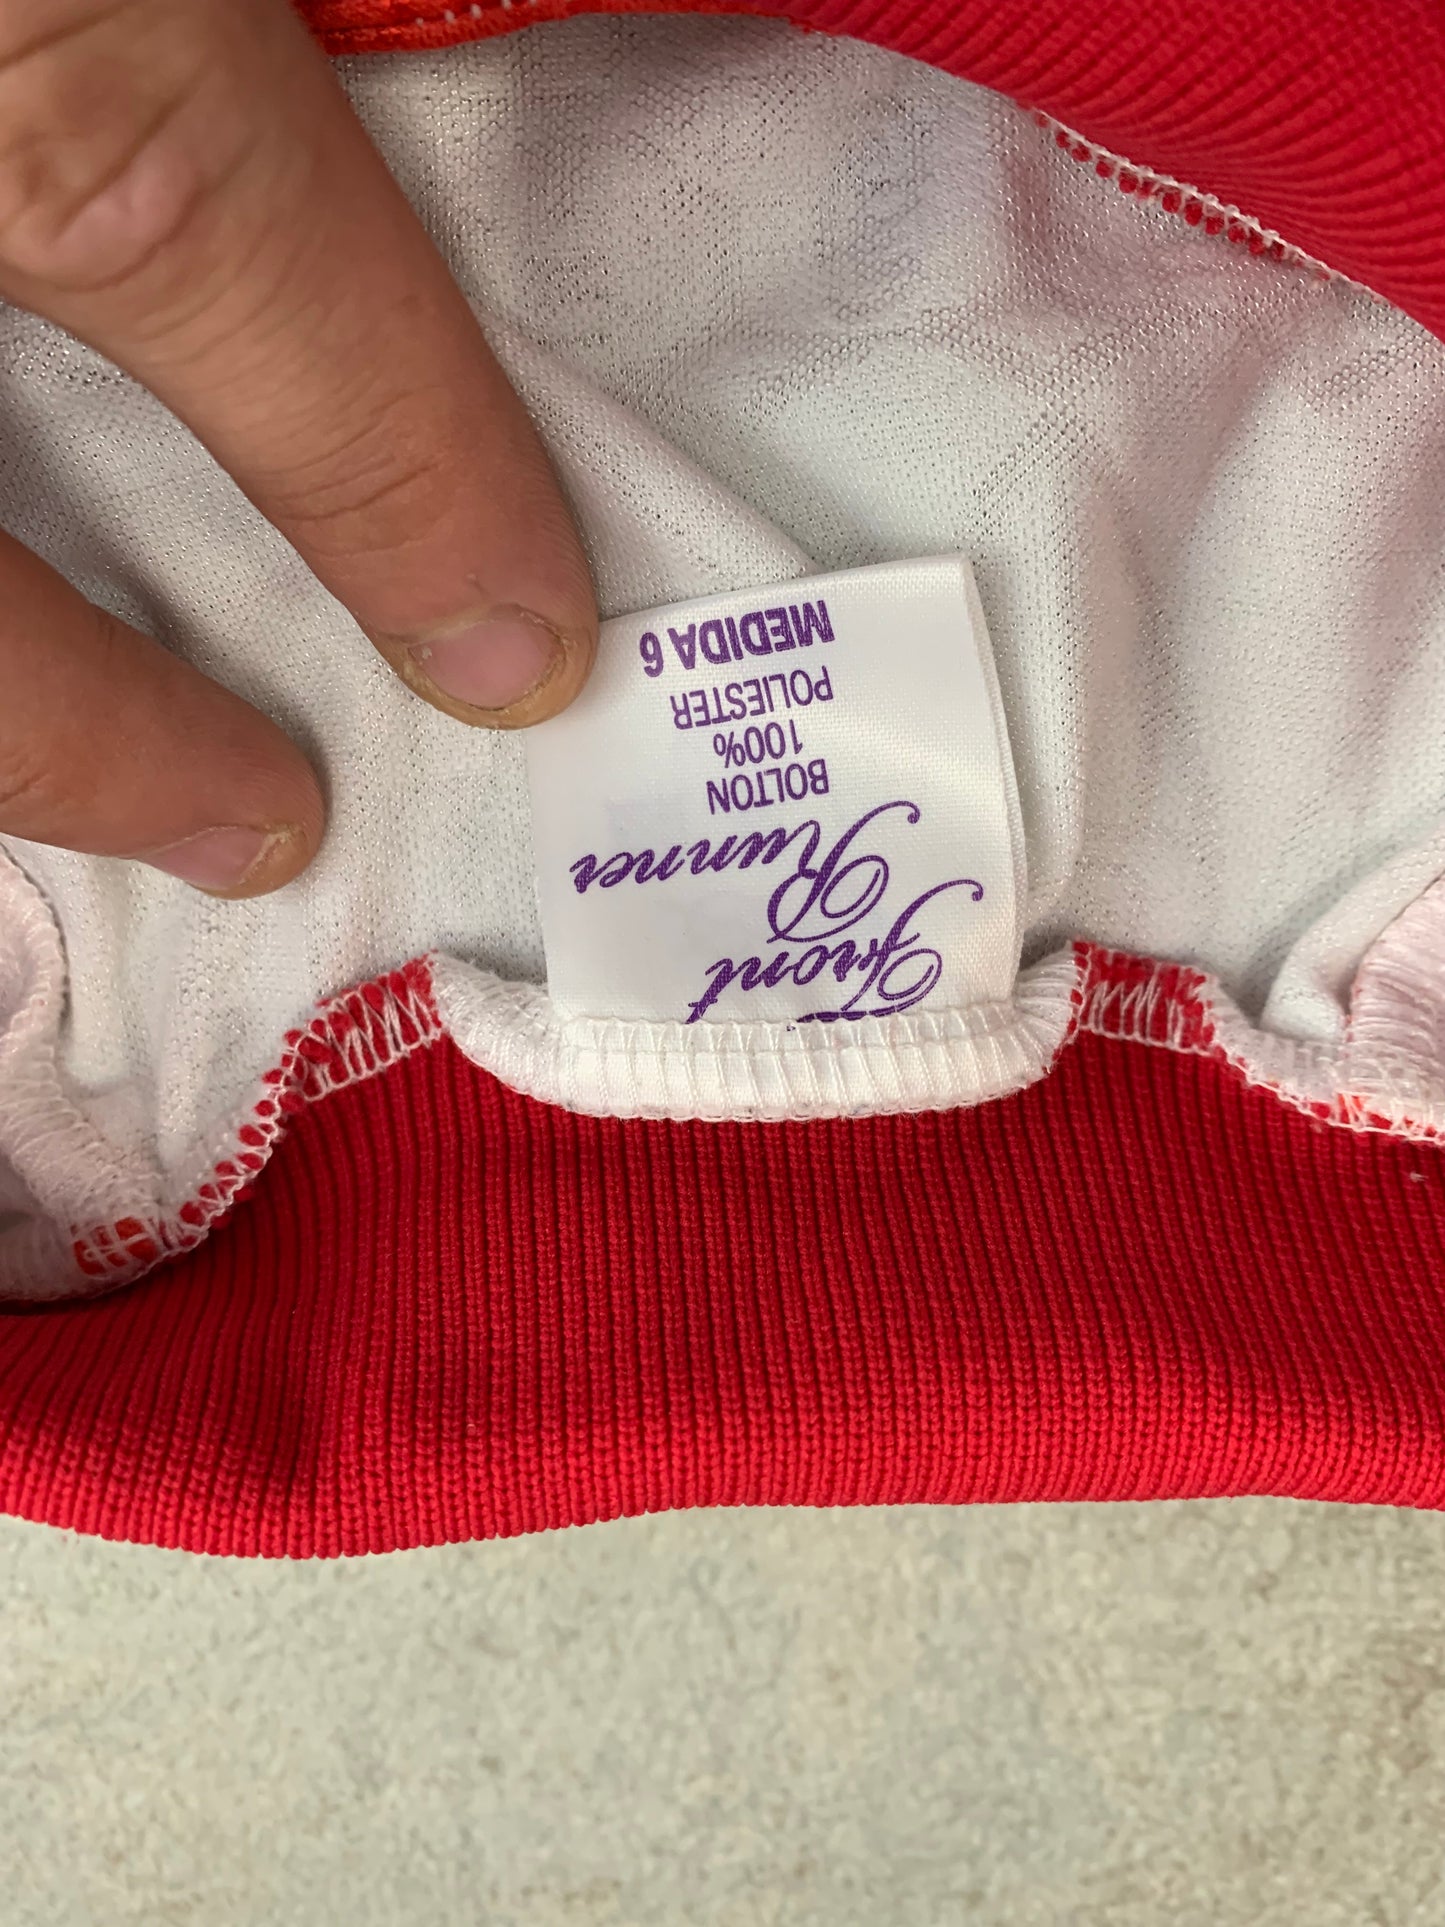 Front
Runner
BOLTON
100%
POLIESTER
MEDIDA 6